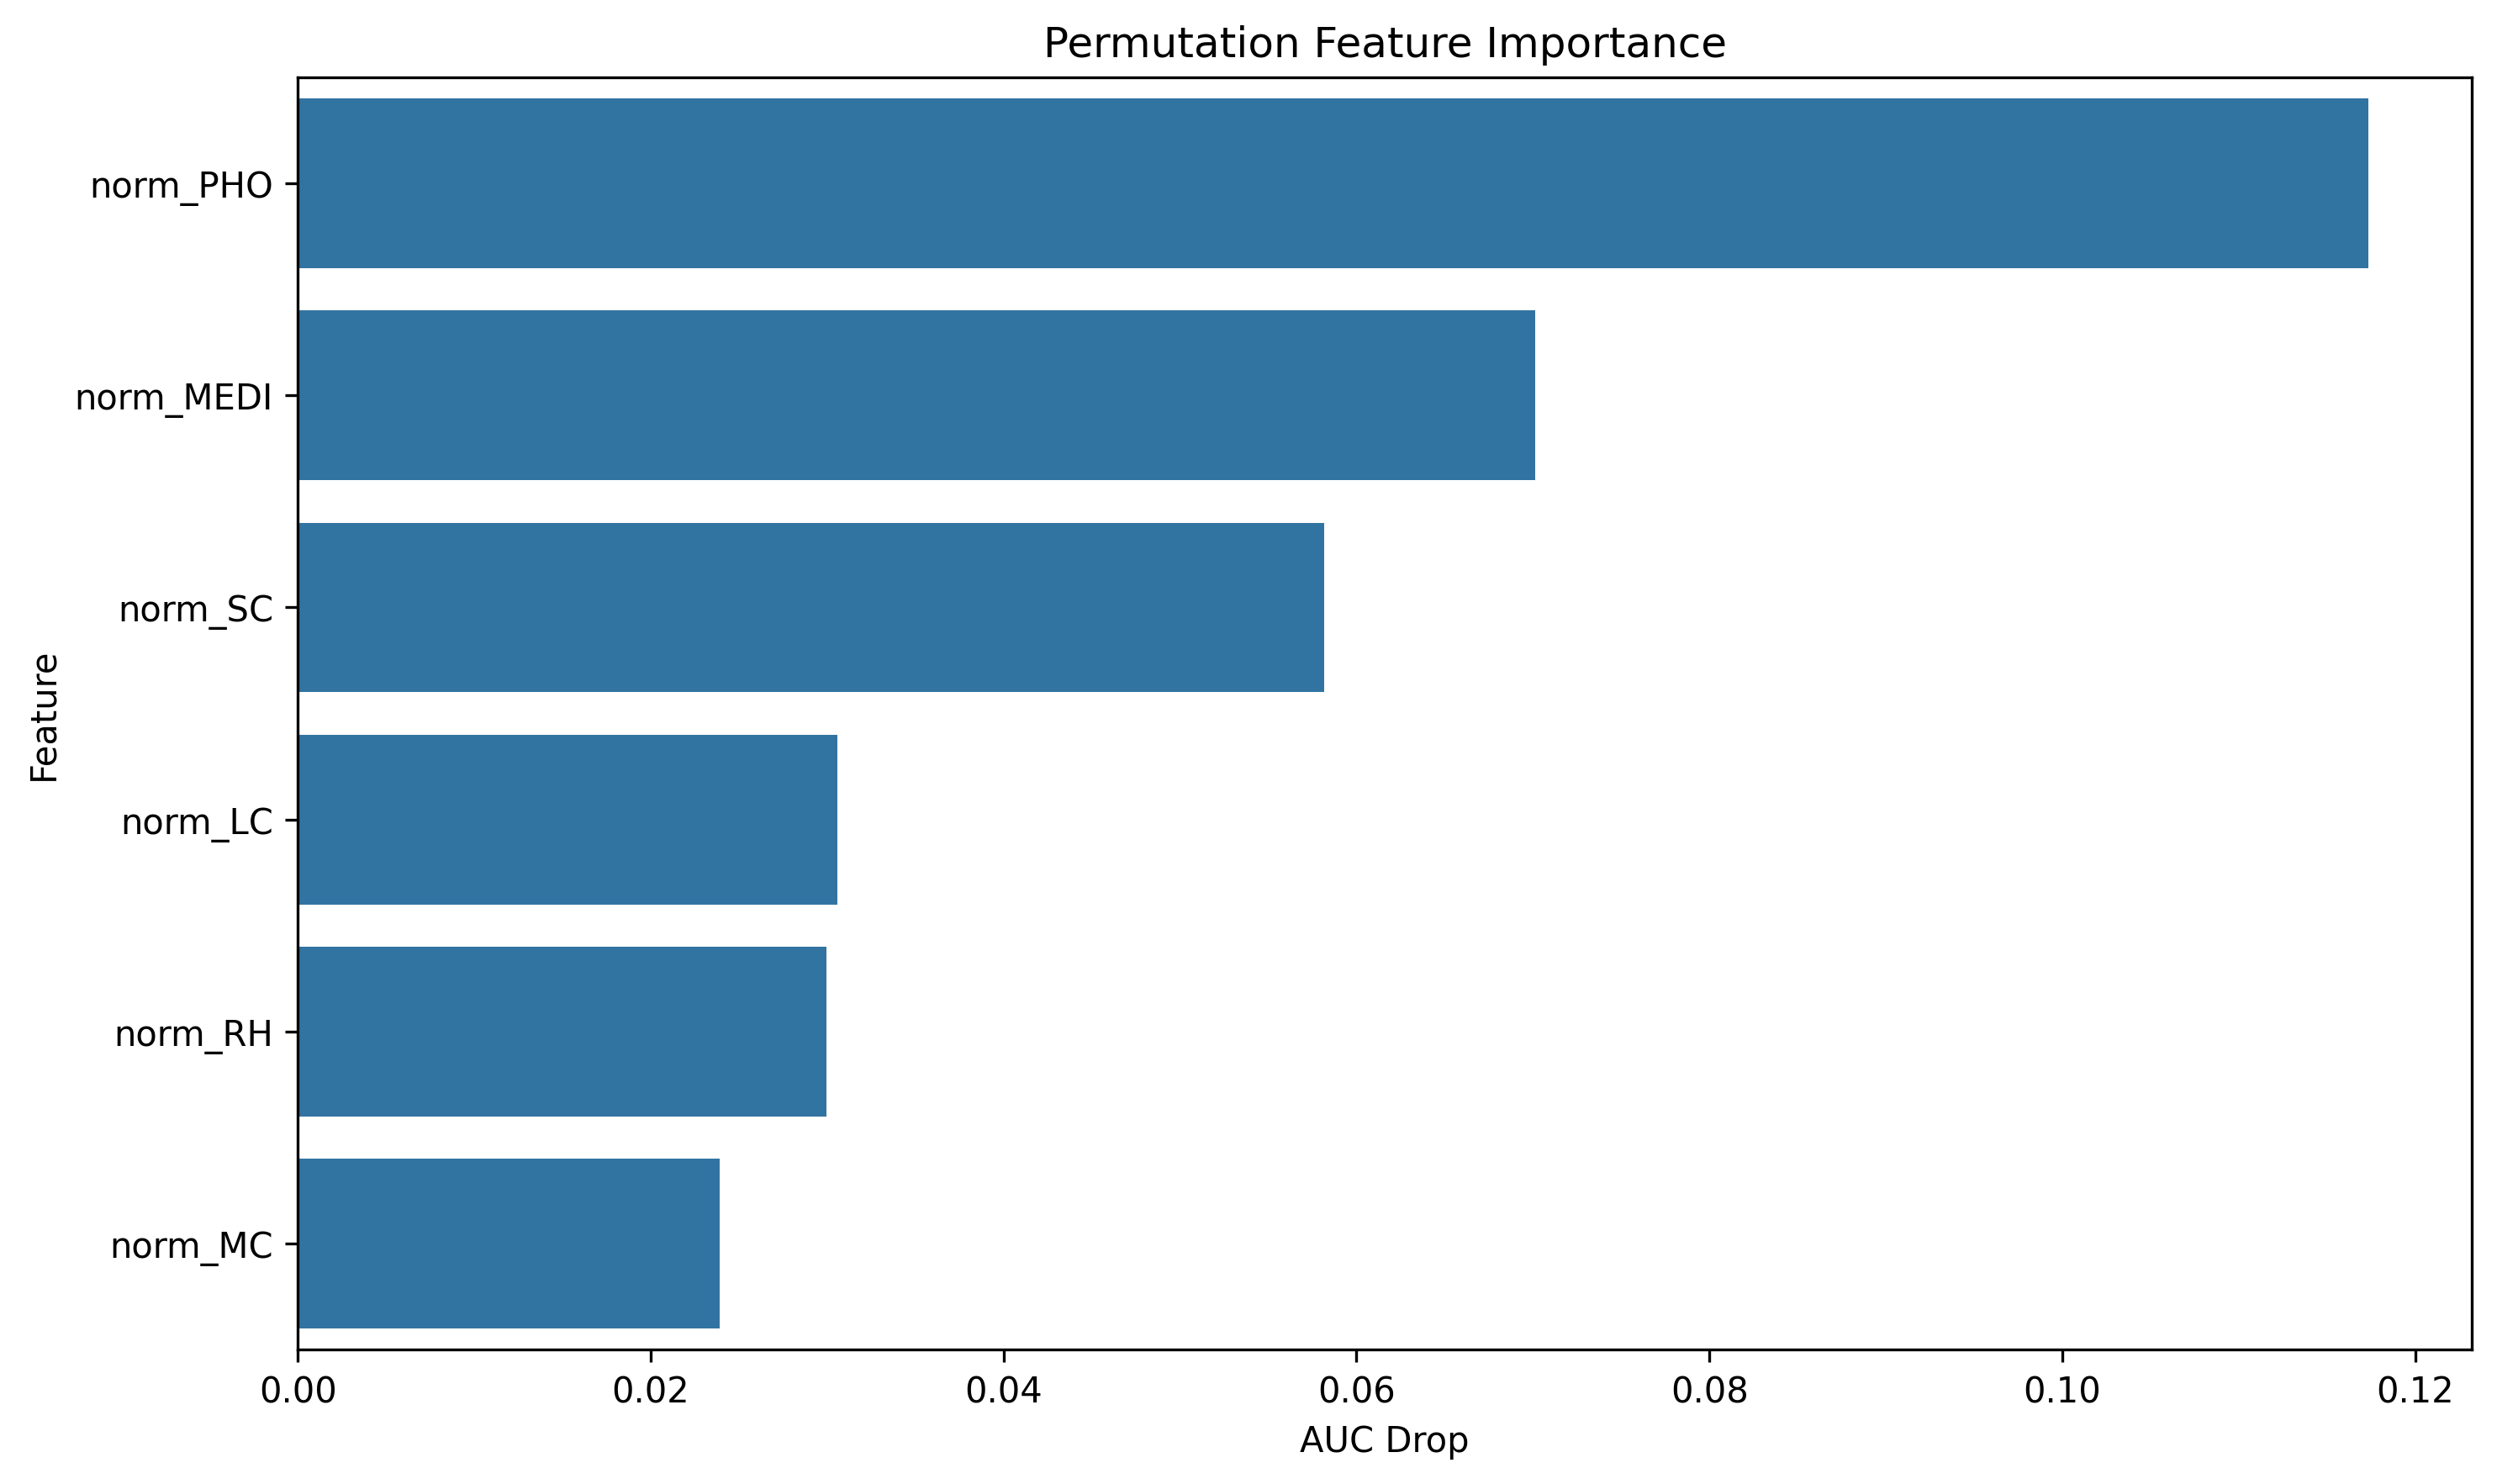 Permutation Feature Importance
norm_PHO
norm_MEDI
norm_SC
norm_LC
norm_RH
norm_MC
Feature
0.00 0.02 0.04 0.06 0.08 0.10 0.12
AUC Drop